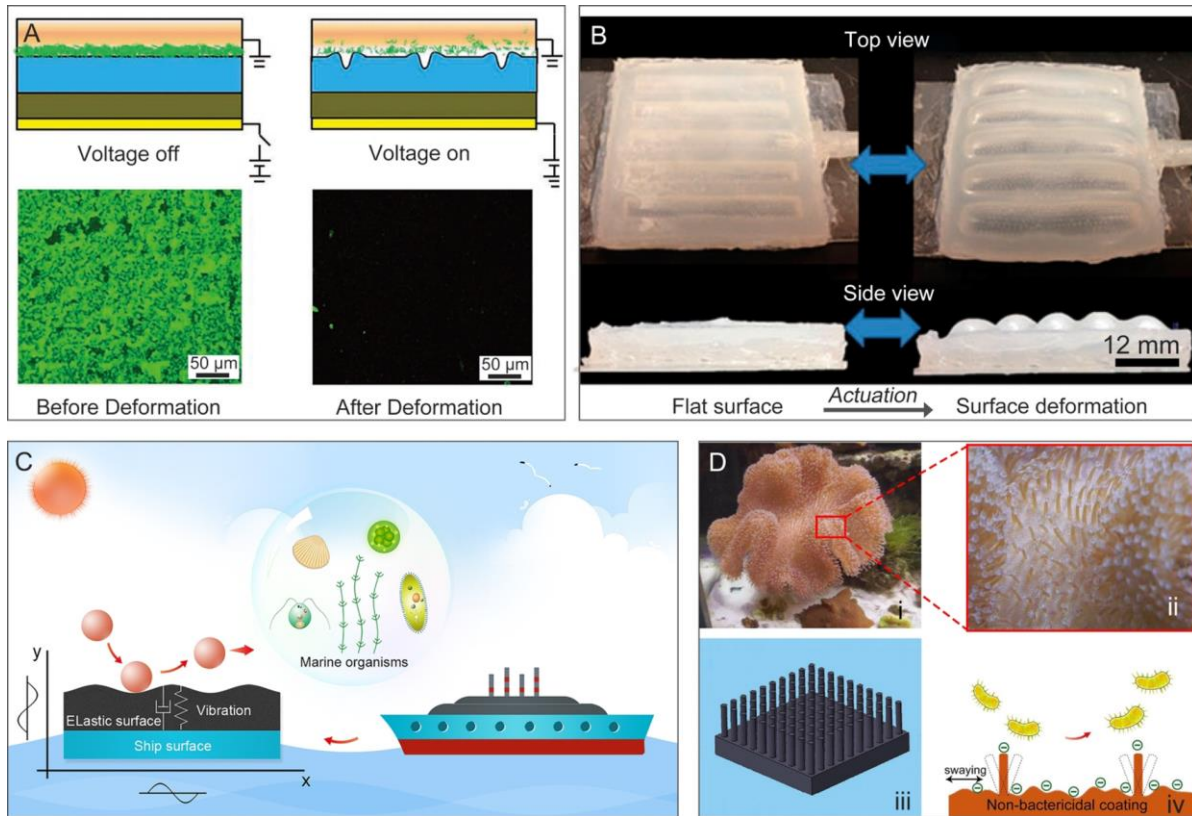 A
Voltage off
Voltage on
50 µm
50 µm
Before Deformation
After Deformation
B
Top view
Side view
12 mm
Flat surface
Actuation
Surface deformation
C
Marine organisms
y
ELastic surface
Vibration
Ship surface
x
D
i
ii
iii
swaying
Non-bactericidal coating
iv